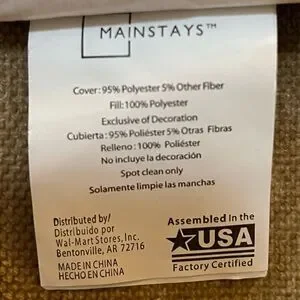 MAINSTAYS™
Cover: 95% Polyester 5% Other Fiber
Fill: 100% Polyester
Exclusive of Decoration
Cubierta: 95% Poliéster 5% Otras Fibras
Relleno: 100% Poliéster
No incluye la decoración
Spot clean only
Solamente limpie las manchas
Distributed by/
Distribuido por
Wal-Mart Stores, Inc.
Bentonville, AR 72716
MADE IN CHINA
HECHO EN CHINA
Assembled In the
USA
Factory Certified